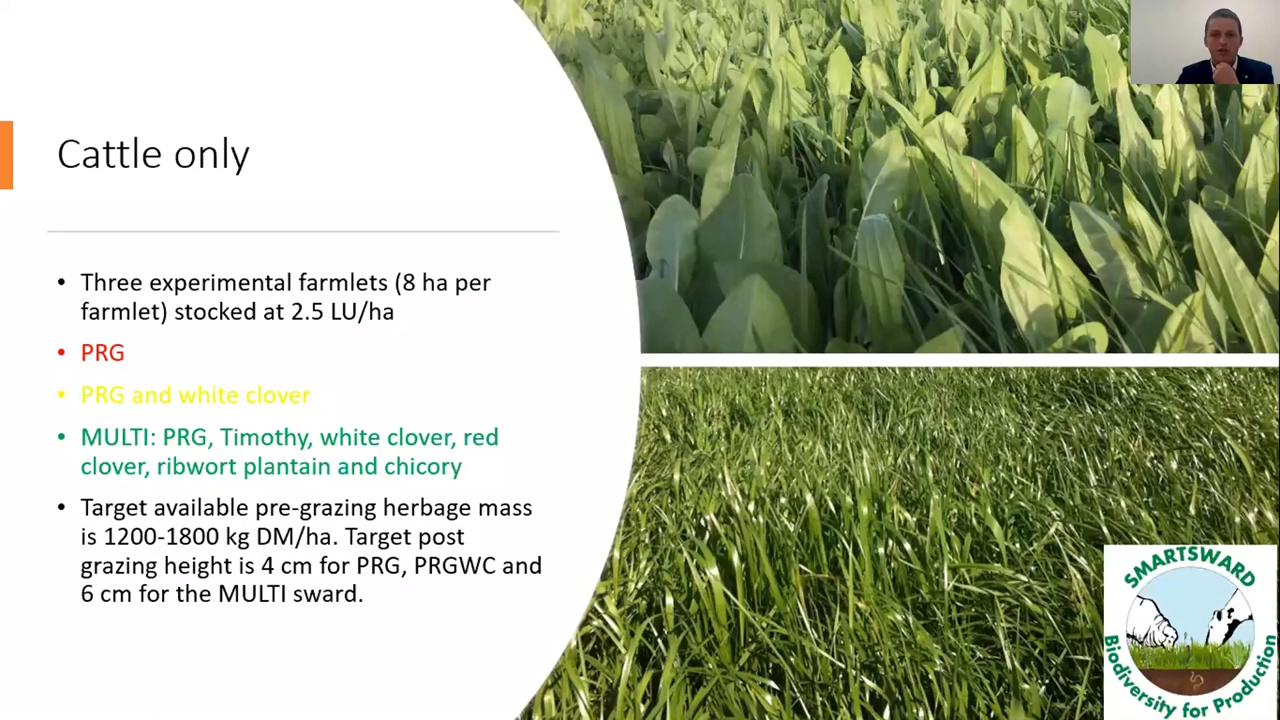 Cattle only
• Three experimental farmlets (8 ha per
farmlet) stocked at 2.5 LU/ha
• PRG
• PRG and white clover
• MULTI: PRG, Timothy, white clover, red
clover, ribwort plantain and chicory
• Target available pre-grazing herbage mass
is 1200-1800 kg DM/ha. Target post
grazing height is 4 cm for PRG, PRGWC and
6 cm for the MULTI sward.
SMARTSWARD
Biodiversity for Production